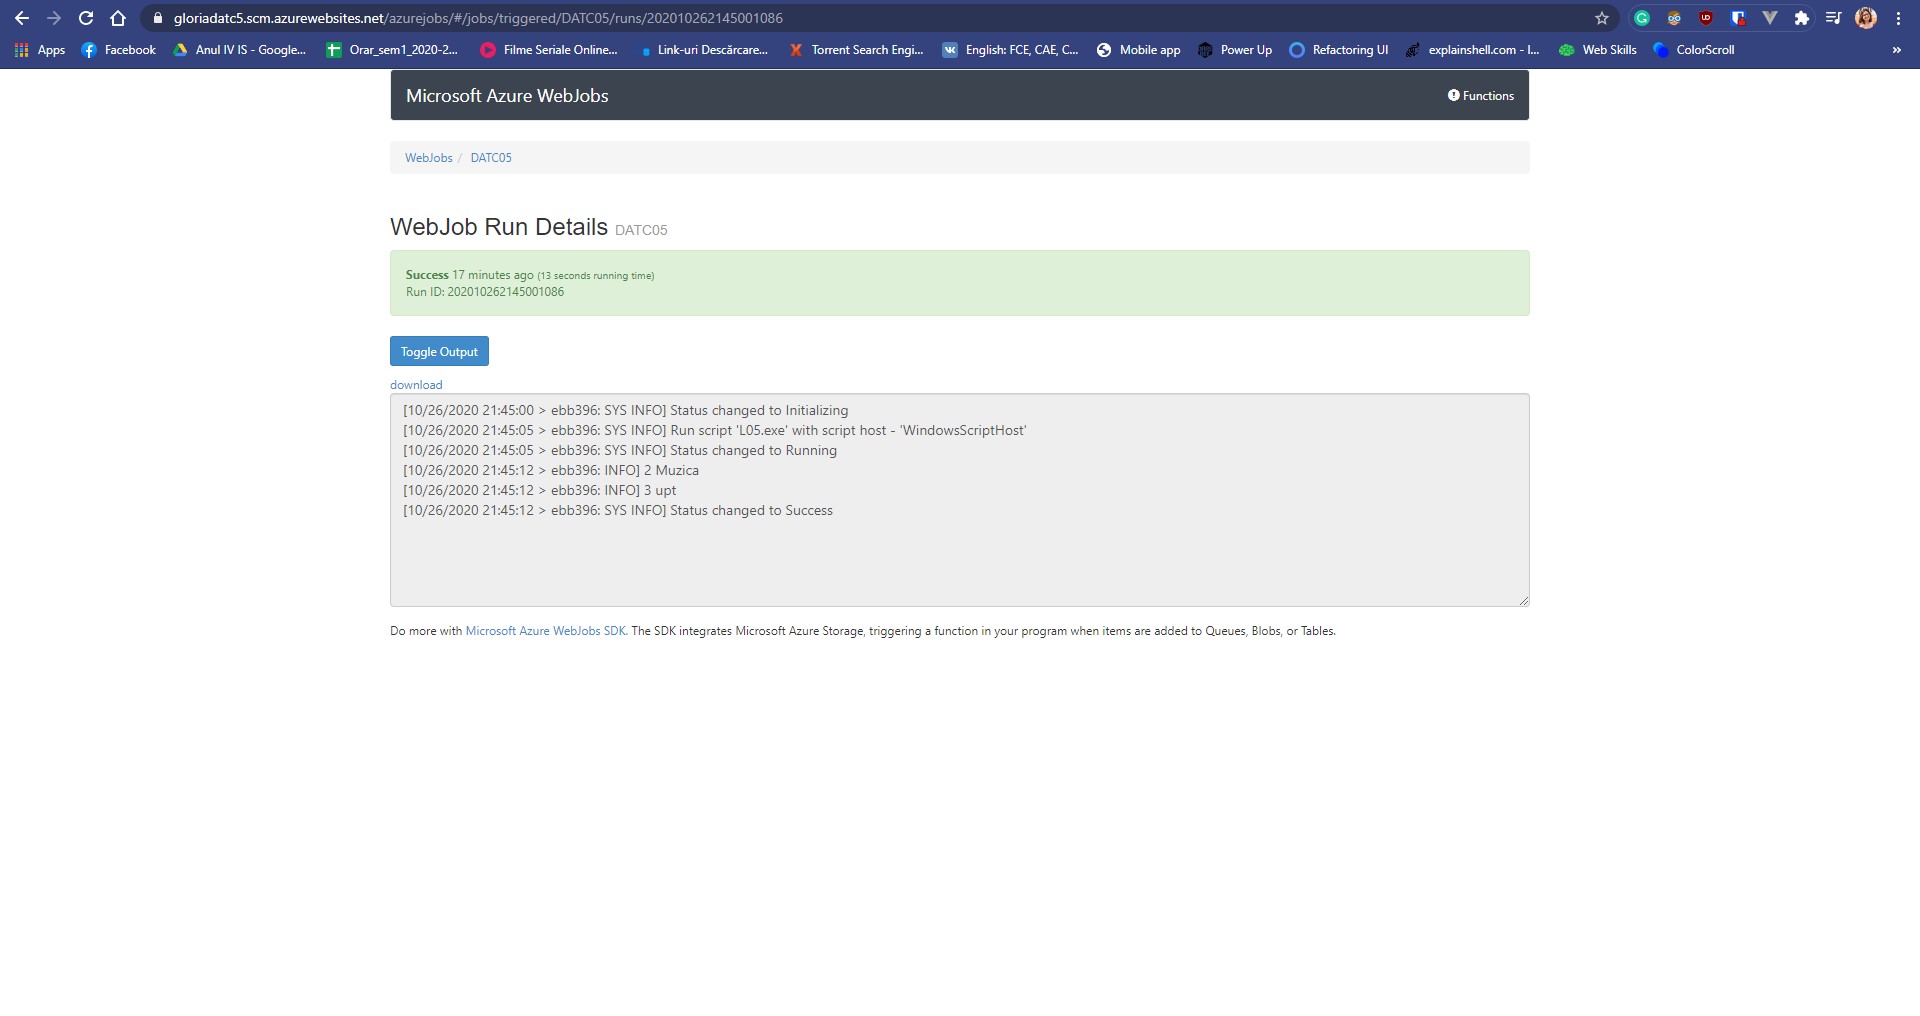 gloriadatc5.scm.azurewebsites.net/azurejobs/#/jobs/triggered/DATC05/runs/202010262145001086
Apps Facebook Anul IV IS - Google... Orar_sem1_2020-2... Filme Seriale Online... Link-uri Descărcare... Torrent Search Engi... English: FCE, CAE, C... Mobile app Power Up Refactoring UI explainshell.com - I... Web Skills ColorScroll »
Microsoft Azure WebJobs Functions
WebJobs / DATC05
WebJob Run Details DATC05
Success 17 minutes ago (13 seconds running time)
Run ID: 202010262145001086
Toggle Output
download
[10/26/2020 21:45:00 > ebb396: SYS INFO] Status changed to Initializing
[10/26/2020 21:45:05 > ebb396: SYS INFO] Run script 'L05.exe' with script host - 'WindowsScriptHost'
[10/26/2020 21:45:05 > ebb396: SYS INFO] Status changed to Running
[10/26/2020 21:45:12 > ebb396: INFO] 2 Muzica
[10/26/2020 21:45:12 > ebb396: INFO] 3 upt
[10/26/2020 21:45:12 > ebb396: SYS INFO] Status changed to Success
Do more with Microsoft Azure WebJobs SDK. The SDK integrates Microsoft Azure Storage, triggering a function in your program when items are added to Queues, Blobs, or Tables.